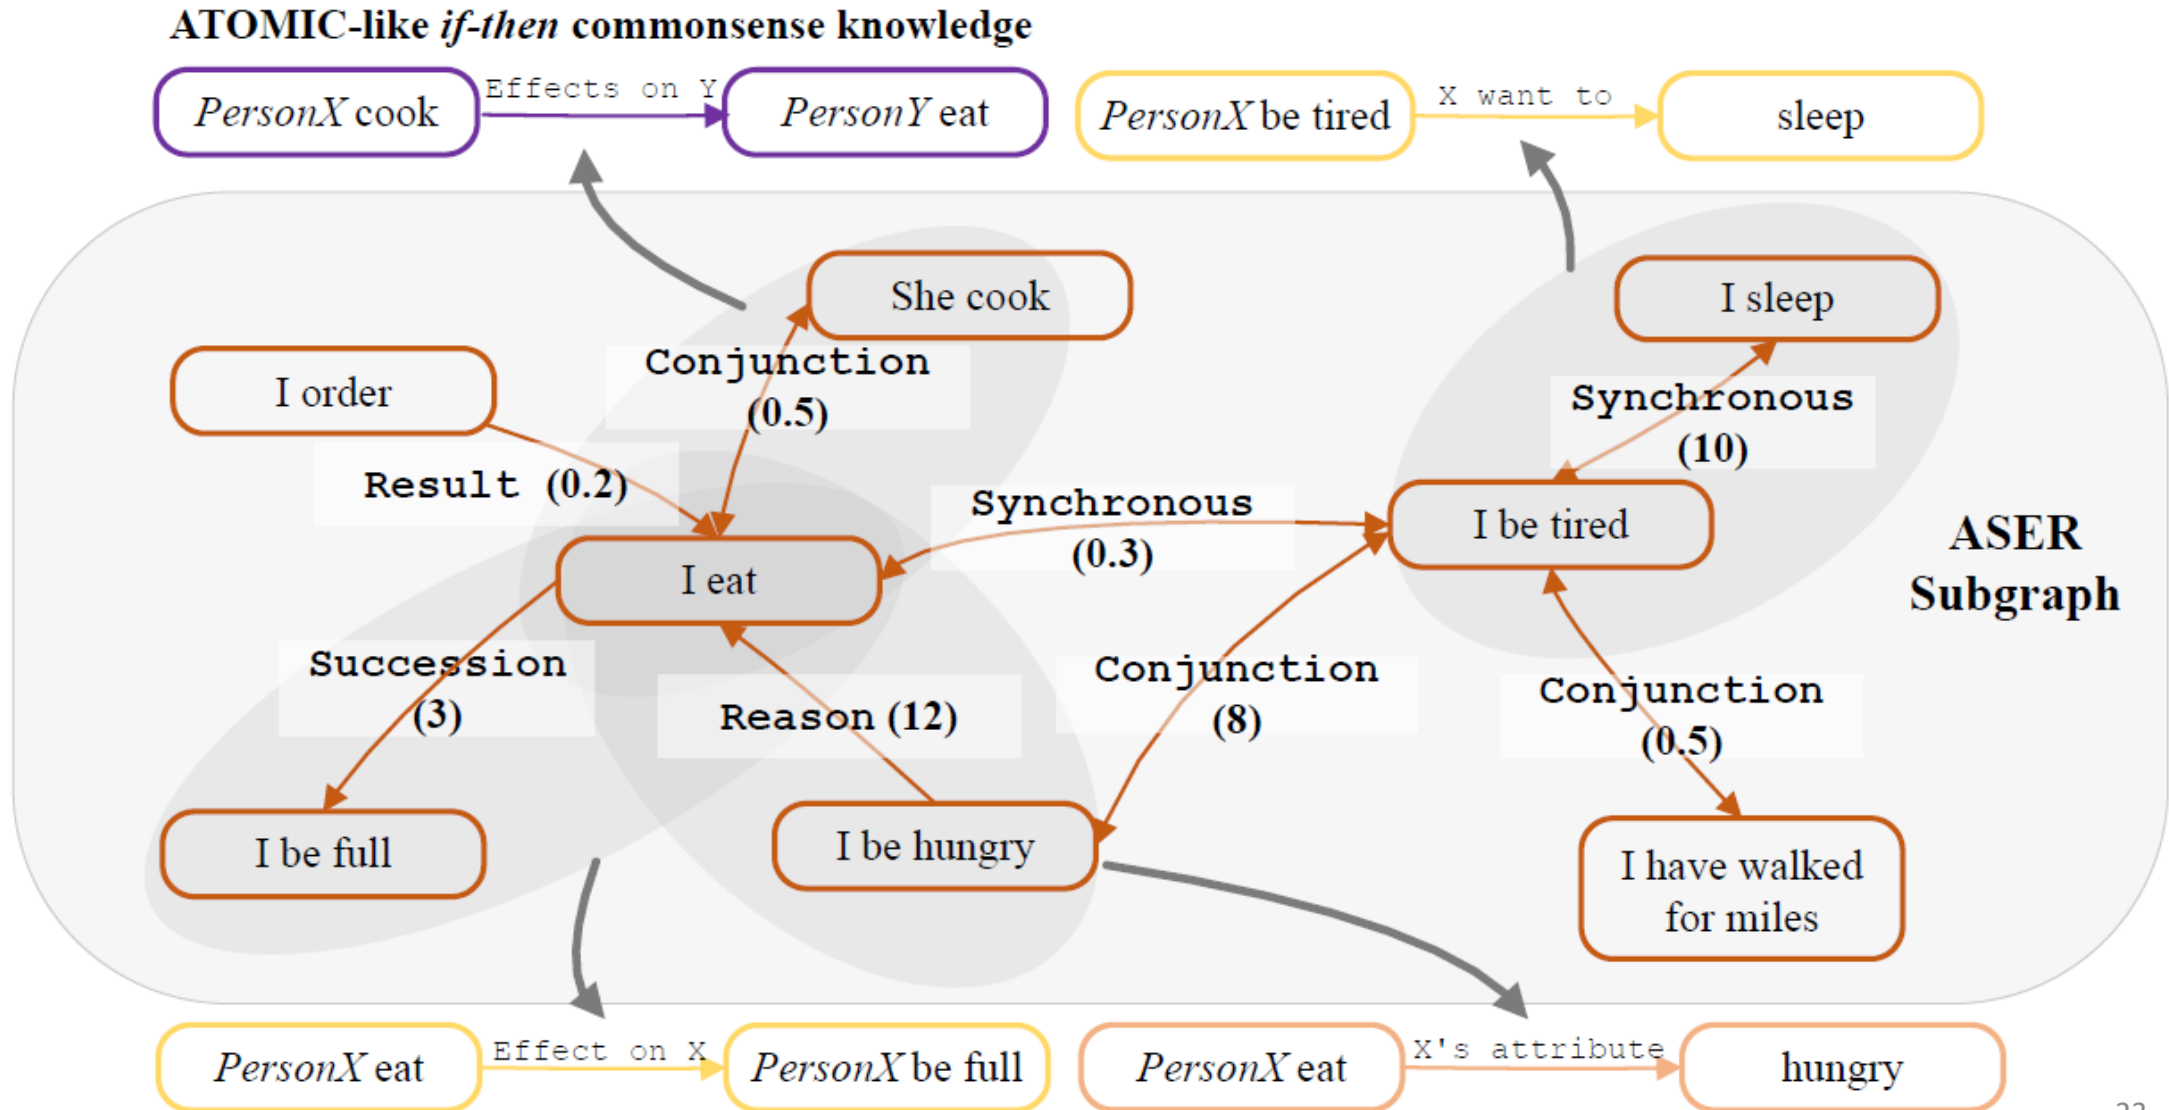 ATOMIC-like if-then commonsense knowledge
PersonX cook
Effects on Y
PersonY eat
PersonX be tired
X want to
sleep
She cook
I sleep
Conjunction
(0.5)
I order
Synchronous
(10)
Result (0.2)
Synchronous
(0.3)
I be tired
ASER
Subgraph
I eat
Succession
(3)
Reason (12)
Conjunction
(8)
Conjunction
(0.5)
I be full
I be hungry
I have walked
for miles
PersonX eat
Effect on X
PersonX be full
PersonX eat
X's attribute
hungry